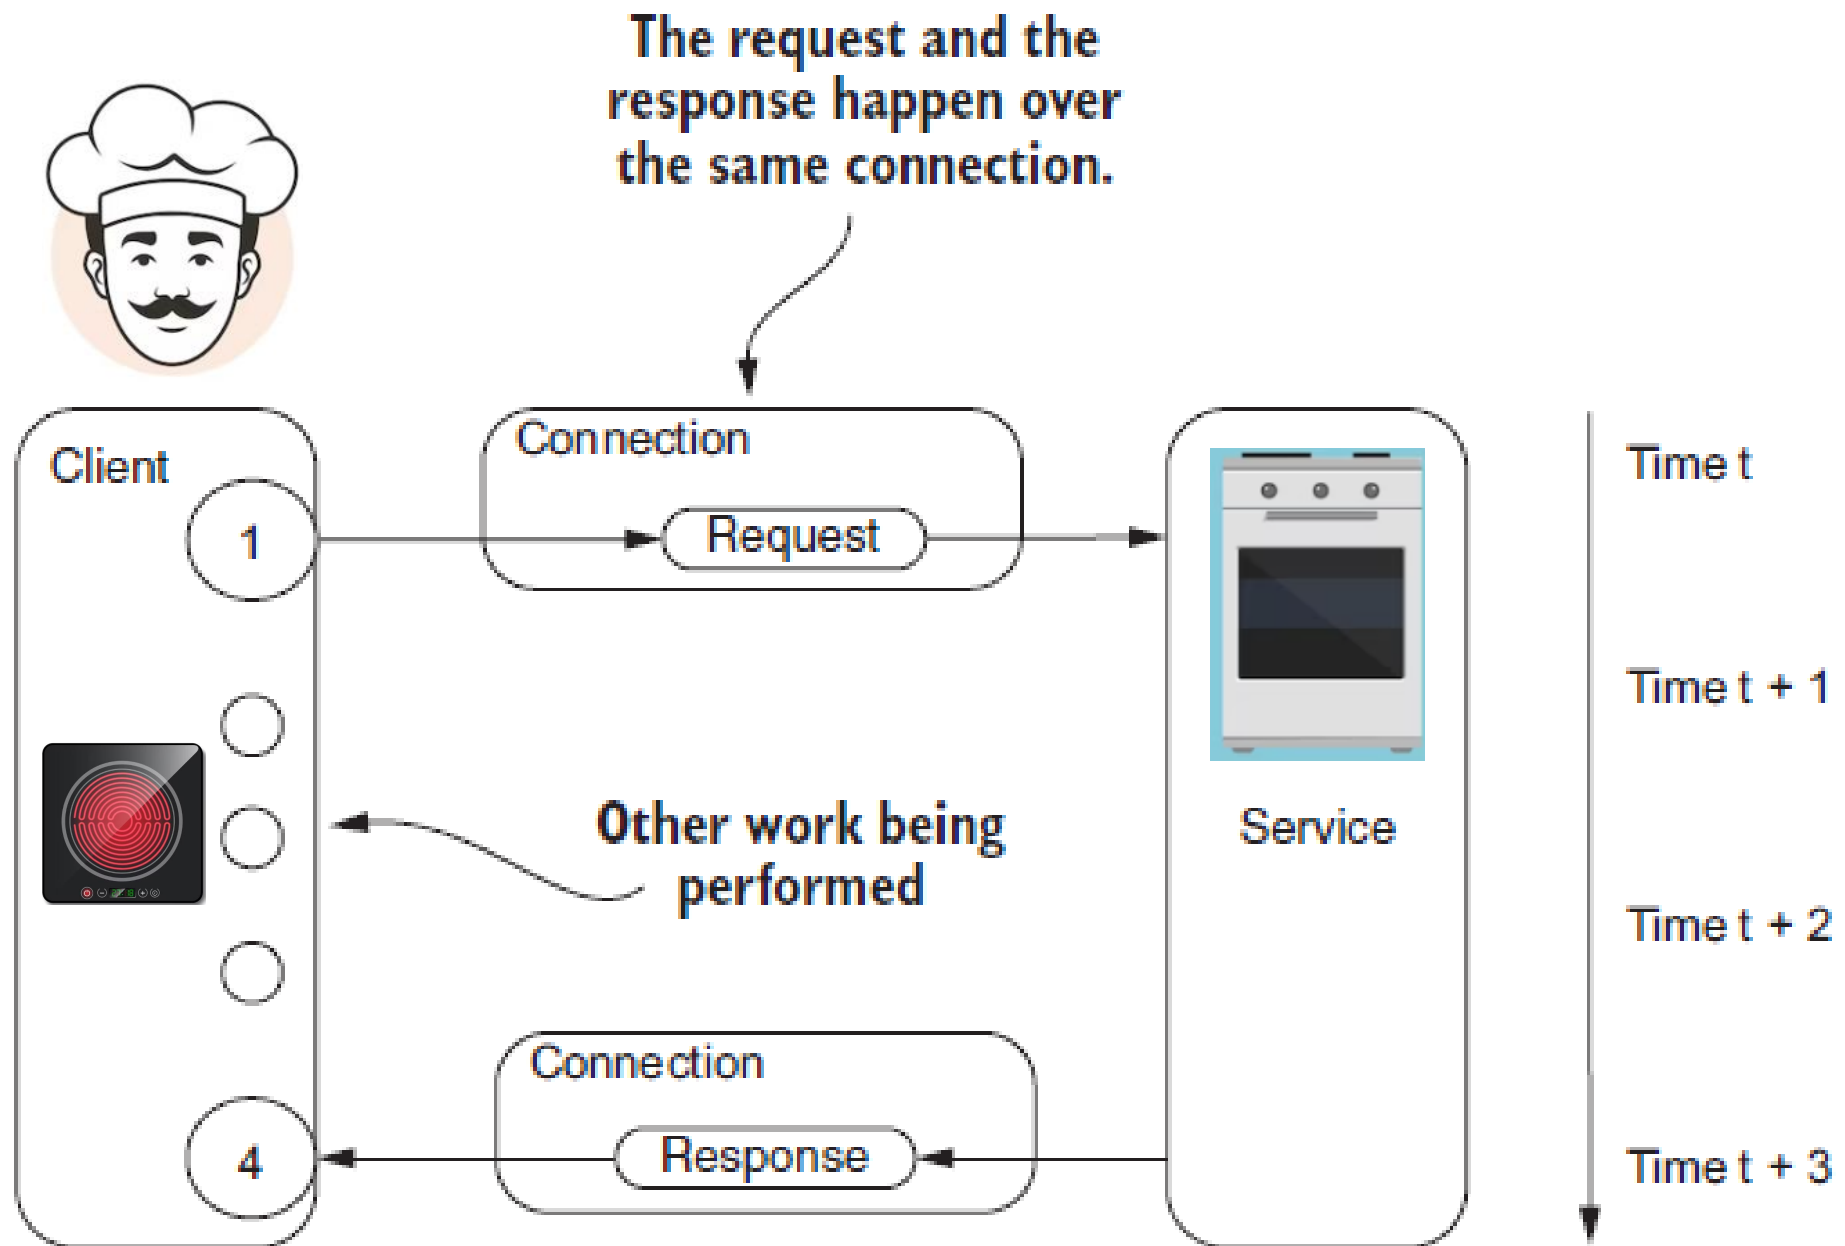 The request and the
response happen over
the same connection.
Client
Connection
1
Request
Time t
Time t + 1
Other work being
performed
Service
Time t + 2
Connection
4
Response
Time t + 3